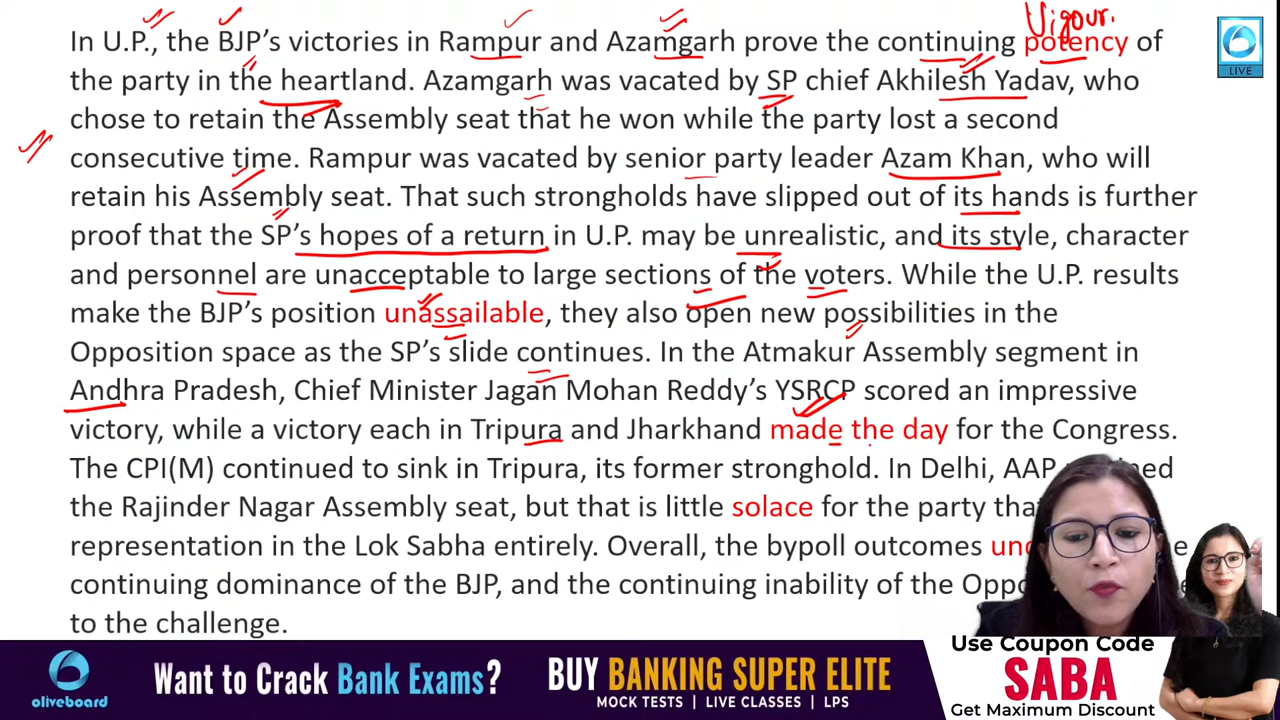 Vigour.
In U.P., the BJP's victories in Rampur and Azamgarh prove the continuing potency of
the party in the heartland. Azamgarh was vacated by SP chief Akhilesh Yadav, who
chose to retain the Assembly seat that he won while the party lost a second
consecutive time. Rampur was vacated by senior party leader Azam Khan, who will
retain his Assembly seat. That such strongholds have slipped out of its hands is further
proof that the SP's hopes of a return in U.P. may be unrealistic, and its style, character
and personnel are unacceptable to large sections of the voters. While the U.P. results
make the BJP's position unassailable, they also open new possibilities in the
Opposition space as the SP's slide continues. In the Atmakur Assembly segment in
Andhra Pradesh, Chief Minister Jagan Mohan Reddy's YSRCP scored an impressive
victory, while a victory each in Tripura and Jharkhand made the day for the Congress.
The CPI(M) continued to sink in Tripura, its former stronghold. In Delhi, AAP
the Rajinder Nagar Assembly seat, but that is little solace for the party
representation in the Lok Sabha entirely. Overall, the bypoll outcomes
continuing dominance of the BJP, and the continuing inability of the
to the challenge.
LIVE
oliveboard
Want to Crack Bank Exams?
BUY BANKING SUPER ELITE
MOCK TESTS | LIVE CLASSES | LPS
Use Coupon Code
SABA
Get Maximum Discount